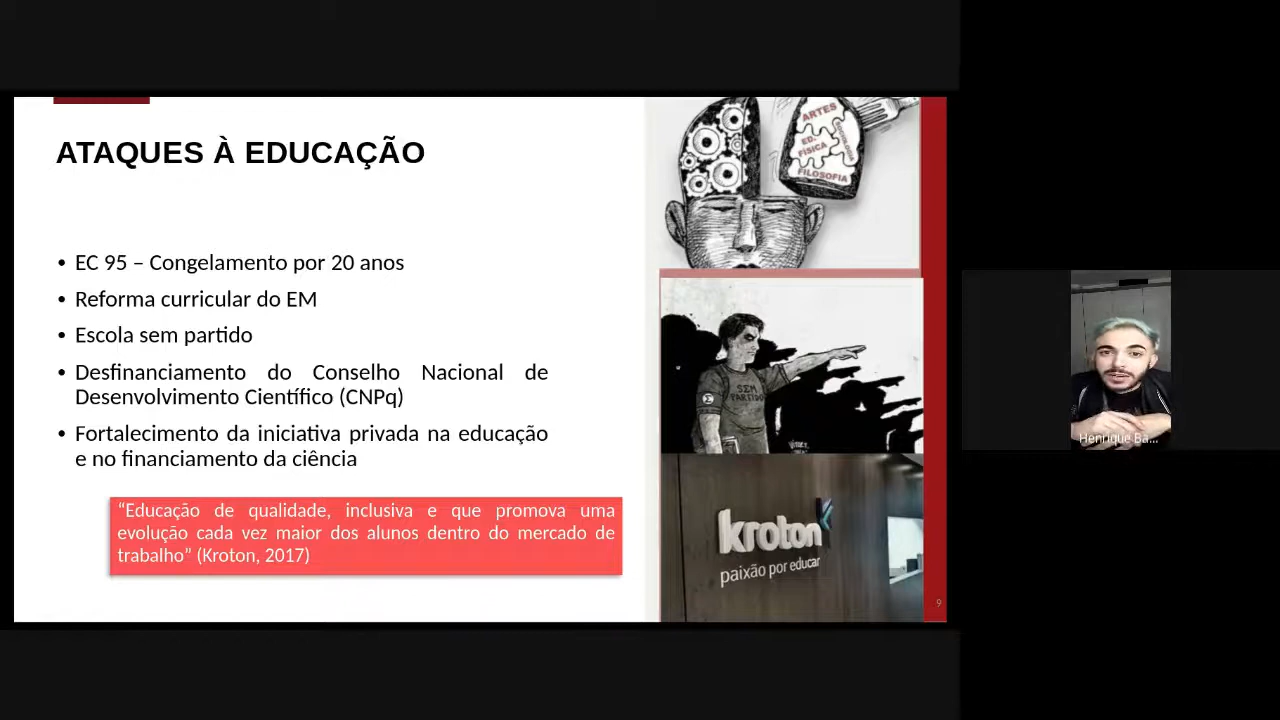 ATAQUES À EDUCAÇÃO
• EC 95 – Congelamento por 20 anos
• Reforma curricular do EM
• Escola sem partido
• Desfinanciamento do Conselho Nacional de
Desenvolvimento Científico (CNPq)
• Fortalecimento da iniciativa privada na educação
e no financiamento da ciência
“Educação de qualidade, inclusiva e que promova uma
evolução cada vez maior dos alunos dentro do mercado de
trabalho” (Kroton, 2017)
ARTES
ED.
FÍSICA
SOCIOLOGIA
FILOSOFIA
SEM
PARTIDO
kroton
paixão por educar
9
Henrique Ba...